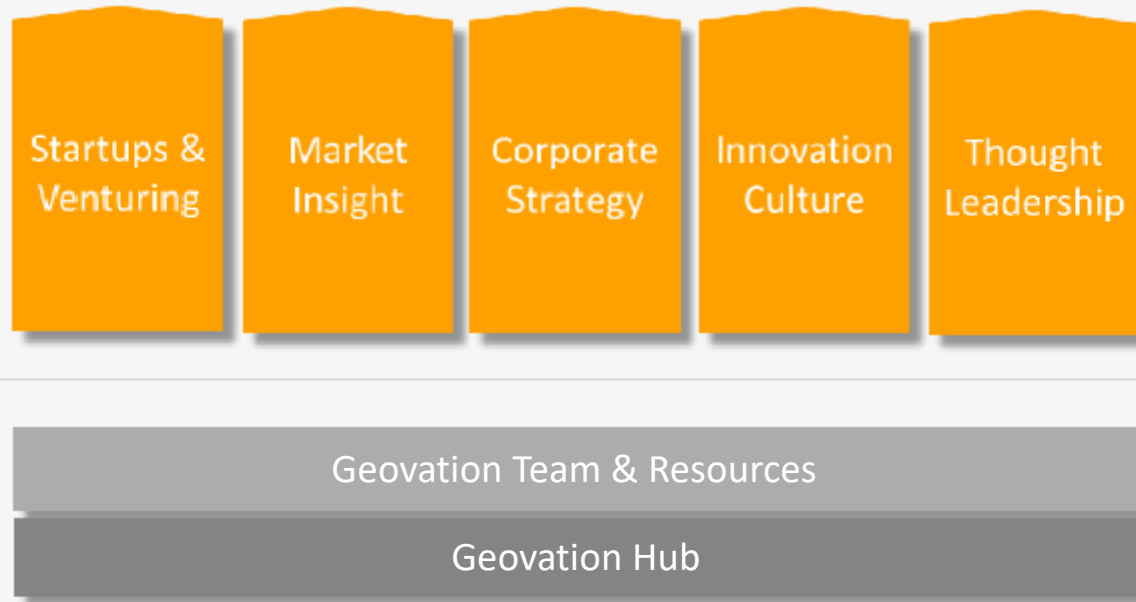 Startups &
Venturing
Market
Insight
Corporate
Strategy
Innovation
Culture
Thought
Leadership
Geovation Team & Resources
Geovation Hub